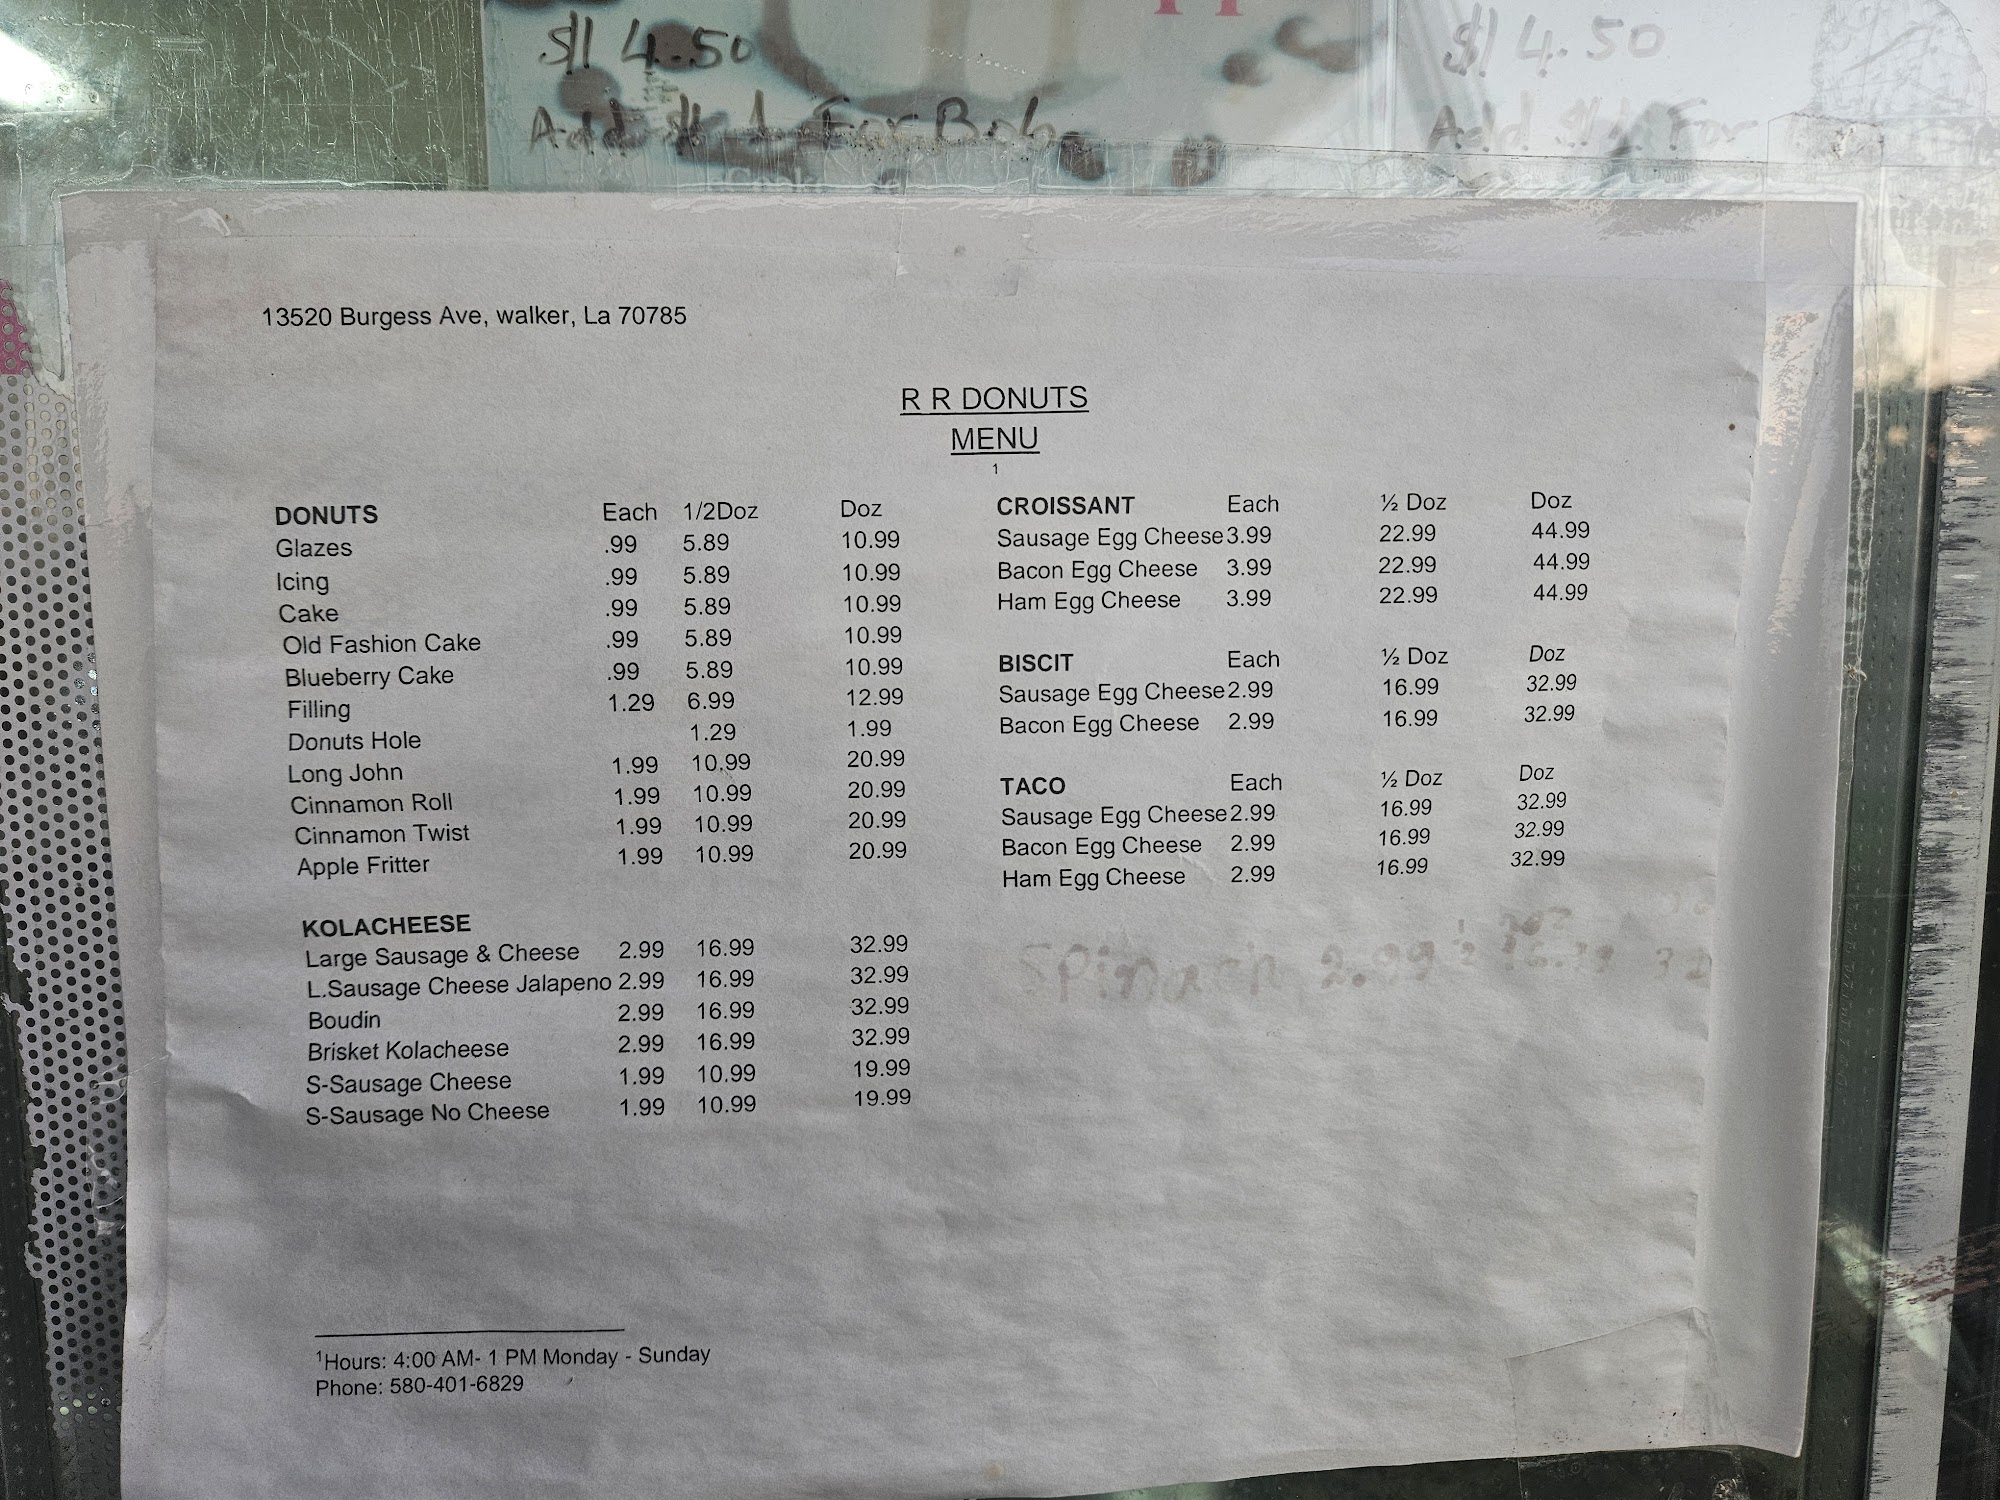 $14.50
$14.50
Add $1 For Boba
Add $1 For
13520 Burgess Ave, walker, La 70785
R R DONUTS
MENU
1
DONUTS Each 1/2Doz Doz
Glazes .99 5.89 10.99
Icing .99 5.89 10.99
Cake .99 5.89 10.99
Old Fashion Cake .99 5.89 10.99
Blueberry Cake .99 5.89 10.99
Filling 1.29 6.99 12.99
Donuts Hole 1.29 1.99
Long John 1.99 10.99 20.99
Cinnamon Roll 1.99 10.99 20.99
Cinnamon Twist 1.99 10.99 20.99
Apple Fritter 1.99 10.99 20.99
KOLACHEESE
Large Sausage & Cheese 2.99 16.99 32.99
L.Sausage Cheese Jalapeno 2.99 16.99 32.99
Boudin 2.99 16.99 32.99
Brisket Kolacheese 2.99 16.99 32.99
S-Sausage Cheese 1.99 10.99 19.99
S-Sausage No Cheese 1.99 10.99 19.99
CROISSANT Each ½ Doz Doz
Sausage Egg Cheese 3.99 22.99 44.99
Bacon Egg Cheese 3.99 22.99 44.99
Ham Egg Cheese 3.99 22.99 44.99
BISCIT Each ½ Doz Doz
Sausage Egg Cheese 2.99 16.99 32.99
Bacon Egg Cheese 2.99 16.99 32.99
TACO Each ½ Doz Doz
Sausage Egg Cheese 2.99 16.99 32.99
Bacon Egg Cheese 2.99 16.99 32.99
Ham Egg Cheese 2.99 16.99 32.99
Spinach 2.99 ½ 16.99 32
1Hours: 4:00 AM- 1 PM Monday - Sunday
Phone: 580-401-6829